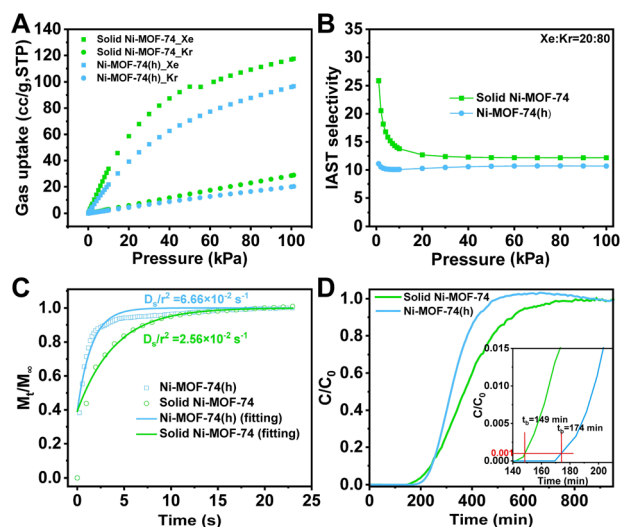 A
Solid Ni-MOF-74_Xe
Solid Ni-MOF-74_Kr
Ni-MOF-74(h)_Xe
Ni-MOF-74(h)_Kr
Gas uptake (cc/g,STP)
140
120
100
80
60
40
20
0
0 20 40 60 80 100
Pressure (kPa)
B
Xe:Kr=20:80
Solid Ni-MOF-74
Ni-MOF-74(h)
IAST selectivity
35
30
25
20
15
10
5
0
0 20 40 60 80 100
Pressure (kPa)
C
Dₛ/r²=6.66×10⁻² s⁻¹
Dₛ/r²=2.56×10⁻² s⁻¹
Ni-MOF-74(h)
Solid Ni-MOF-74
Ni-MOF-74(h) (fitting)
Solid Ni-MOF-74 (fitting)
Mₜ/M∞
1.0
0.8
0.6
0.4
0.2
0.0
0 5 10 15 20 25
Time (s)
D
Solid Ni-MOF-74
Ni-MOF-74(h)
C/C₀
1.0
0.8
0.6
0.4
0.2
0.0
0 200 400 600 800
Time (min)
C/C₀
0.015
0.010
0.005
0.001
0.000
t_b=149 min
t_b=174 min
140 160 180 200
Time (min)